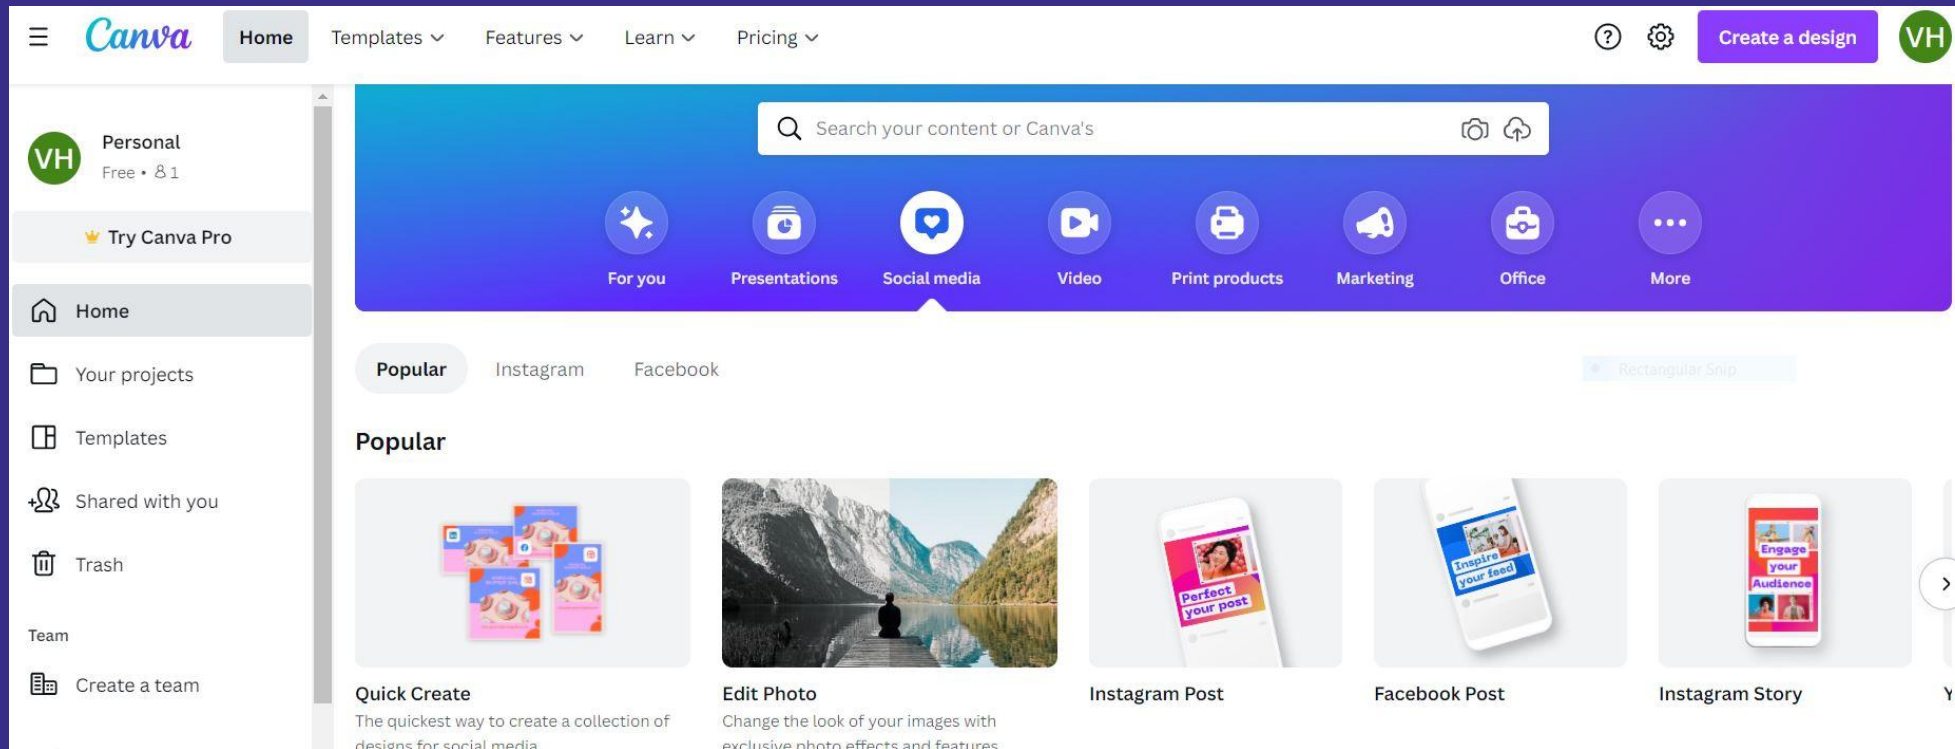 Canva
Home
Templates
Features
Learn
Pricing
?
Create a design
VH
VH
Personal
Free • 1
Try Canva Pro
Home
Your projects
Templates
Shared with you
Trash
Team
Create a team
Search your content or Canva's
For you
Presentations
Social media
Video
Print products
Marketing
Office
More
Popular
Instagram
Facebook
Rectangular Snip
Popular
Perfect
your post
Inspire
your feed
Engage
your
Audience
Quick Create
The quickest way to create a collection of
designs for social media
Edit Photo
Change the look of your images with
exclusive photo effects and features
Instagram Post
Facebook Post
Instagram Story